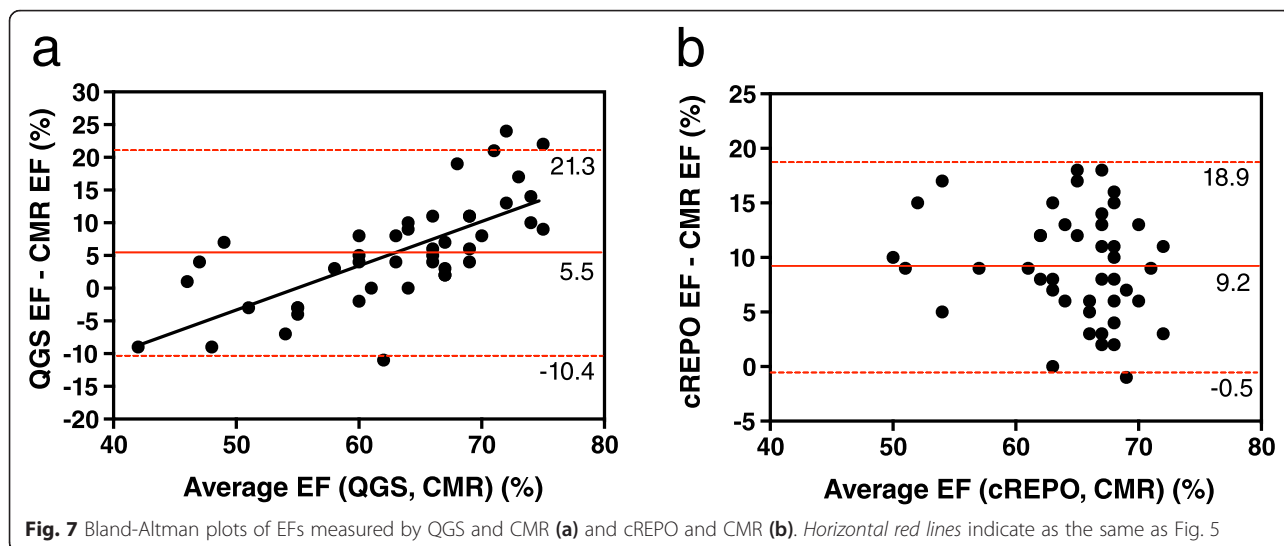 a
QGS EF - CMR EF (%)
30
25
20
15
10
5
0
-5
-10
-15
-20
21.3
5.5
-10.4
40 50 60 70 80
Average EF (QGS, CMR) (%)
b
cREPO EF - CMR EF (%)
25
20
15
10
5
0
-5
18.9
9.2
-0.5
40 50 60 70 80
Average EF (cREPO, CMR) (%)
Fig. 7 Bland-Altman plots of EFs measured by QGS and CMR (a) and cREPO and CMR (b). Horizontal red lines indicate as the same as Fig. 5